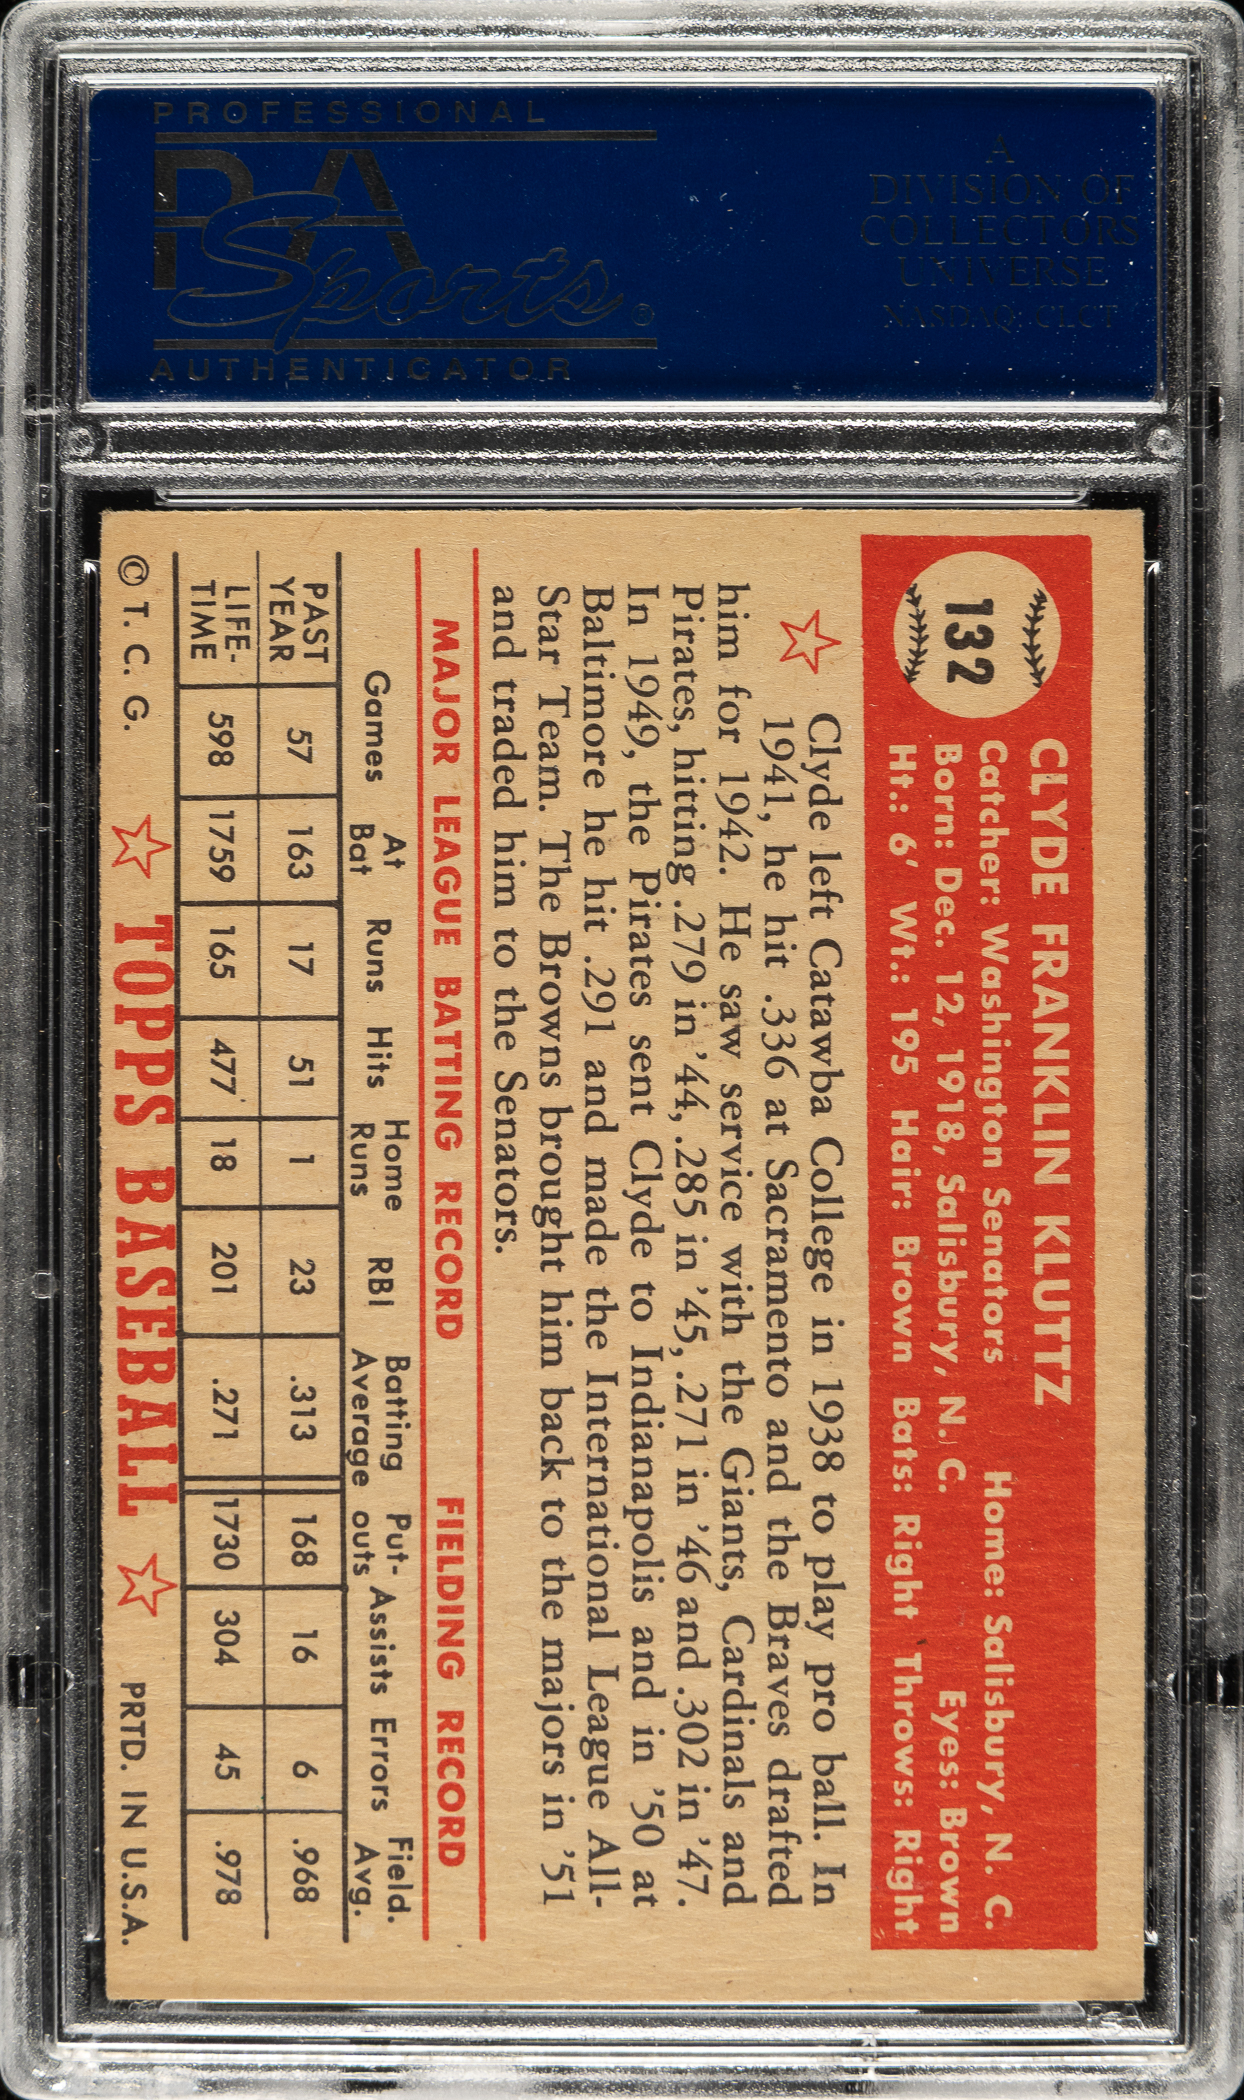 PROFESSIONAL
PSA
Sports®
AUTHENTICATOR
A
DIVISION OF
COLLECTORS
UNIVERSE
NASDAQ: CLCT
132
CLYDE FRANKLIN KLUTTZ
Catcher: Washington Senators Home: Salisbury, N. C.
Born: Dec. 12, 1918, Salisbury, N. C. Eyes: Brown
Ht.: 6' Wt.: 195 Hair: Brown Bats: Right Throws: Right
Clyde left Catawba College in 1938 to play pro ball. In
1941, he hit .336 at Sacramento and the Braves drafted
him for 1942. He saw service with the Giants, Cardinals and
Pirates, hitting .279 in '44, .285 in '45, .271 in '46 and .302 in '47.
In 1949, the Pirates sent Clyde to Indianapolis and in '50 at
Baltimore he hit .291 and made the International League All-
Star Team. The Browns brought him back to the majors in '51
and traded him to the Senators.
MAJOR LEAGUE BATTING RECORD FIELDING RECORD
Games At Bat Runs Hits Home Runs RBI Batting Average Put-outs Assists Errors Field. Avg.
PAST YEAR 57 163 17 51 1 23 .313 168 16 6 .968
LIFE-TIME 598 1759 165 477 18 201 .271 1730 304 45 .978
© T. C. G. TOPPS BASEBALL PRTD. IN U.S.A.
PSA